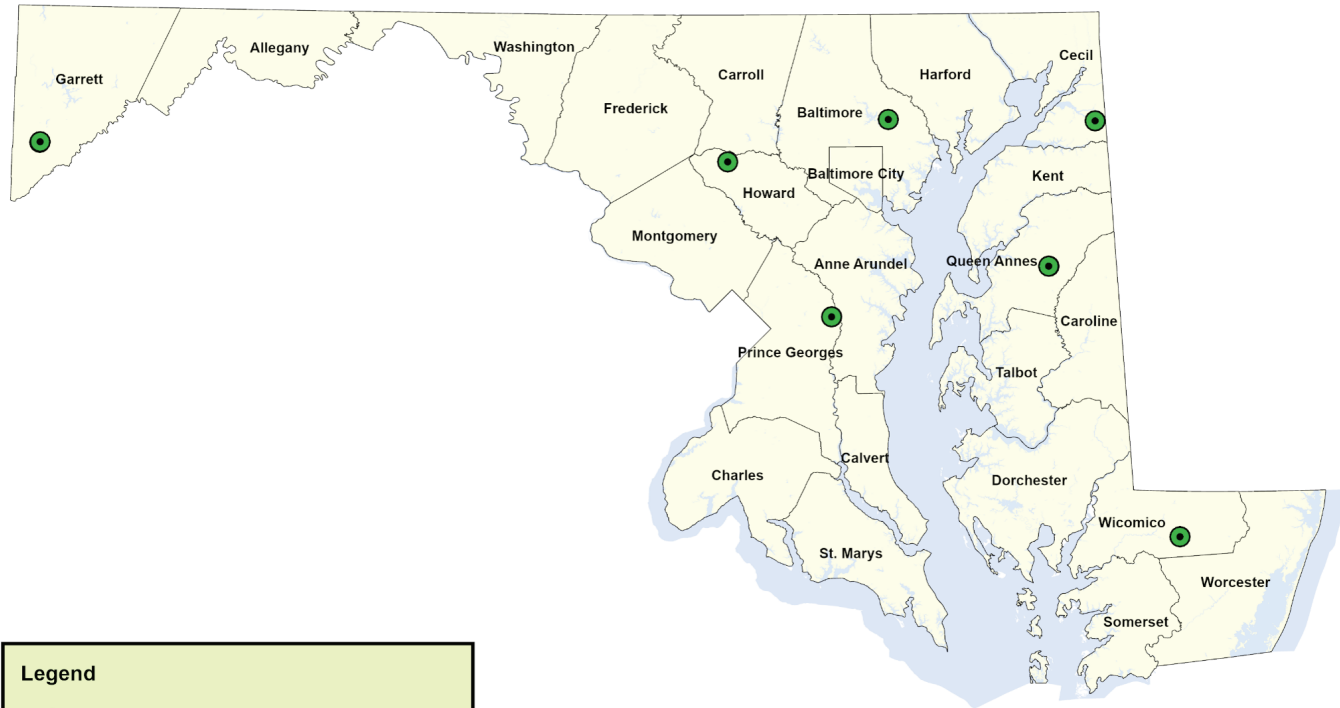 Garrett
Allegany
Washington
Frederick
Carroll
Baltimore
Harford
Cecil
Baltimore City
Howard
Kent
Montgomery
Anne Arundel
Queen Annes
Caroline
Prince Georges
Talbot
Calvert
Charles
Dorchester
St. Marys
Wicomico
Worcester
Somerset
Legend